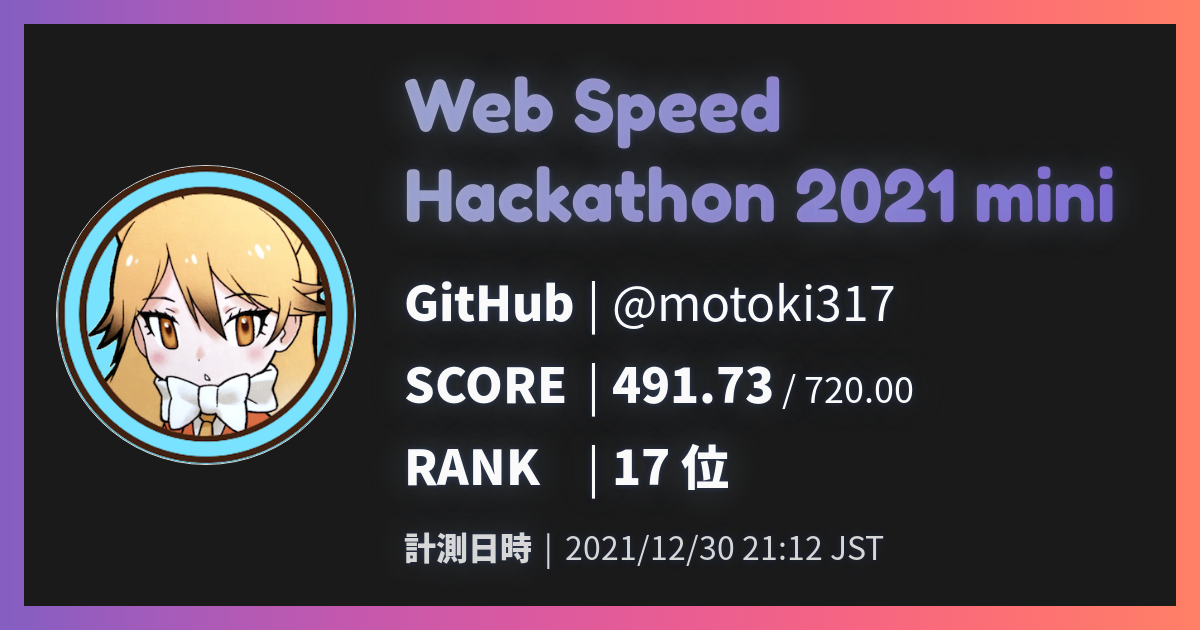 Web Speed
Hackathon 2021 mini
GitHub | @motoki317
SCORE | 491.73 / 720.00
RANK | 17 位
計測日時 | 2021/12/30 21:12 JST